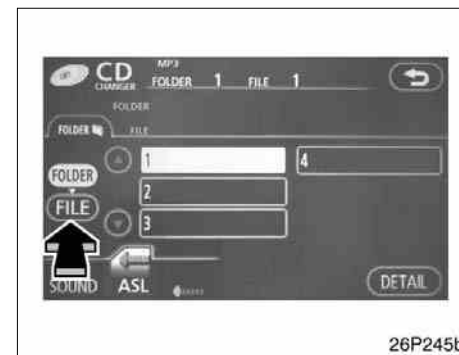 CD MP3
CHANGER FOLDER 1 FILE 1
FOLDER
FOLDER FILE
1 4
FOLDER
2
FILE
3
SOUND ASL DETAIL
26P245b